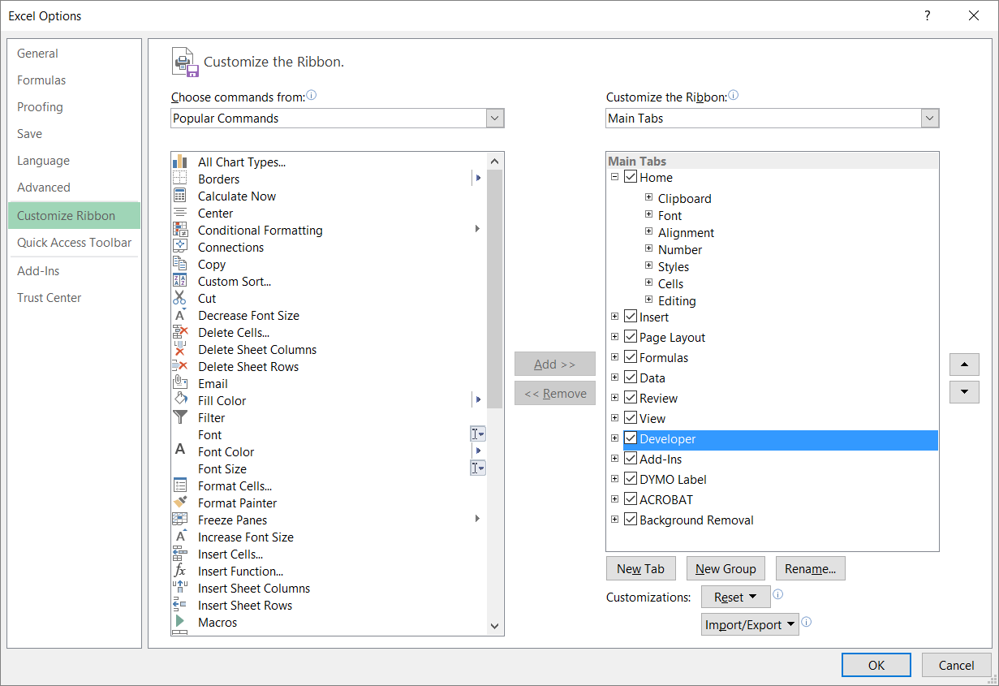 Excel Options
?
General
Formulas
Proofing
Save
Language
Advanced
Customize Ribbon
Quick Access Toolbar
Add-Ins
Trust Center
Customize the Ribbon.
Choose commands from:
Popular Commands
All Chart Types...
Borders
Calculate Now
Center
Conditional Formatting
Connections
Copy
Custom Sort...
Cut
Decrease Font Size
Delete Cells...
Delete Sheet Columns
Delete Sheet Rows
Email
Fill Color
Filter
Font
Font Color
Font Size
Format Cells...
Format Painter
Freeze Panes
Increase Font Size
Insert Cells...
Insert Function...
Insert Sheet Columns
Insert Sheet Rows
Macros
Add >>
<< Remove
Customize the Ribbon:
Main Tabs
Main Tabs
Home
Clipboard
Font
Alignment
Number
Styles
Cells
Editing
Insert
Page Layout
Formulas
Data
Review
View
Developer
Add-Ins
DYMO Label
ACROBAT
Background Removal
New Tab
New Group
Rename...
Customizations:
Reset
Import/Export
OK
Cancel